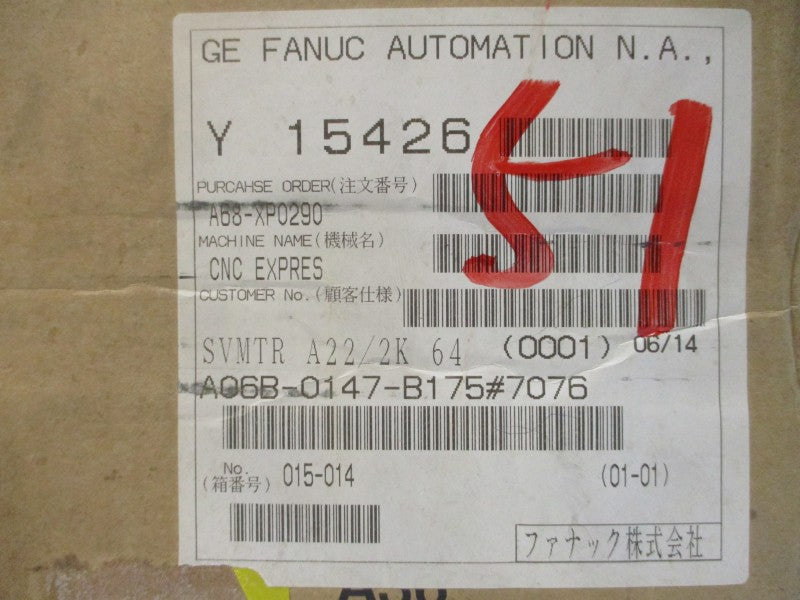 GE FANUC AUTOMATION N.A.,
Y 15426
51
PURCAHSE ORDER(注文番号)
A68-XP0290
MACHINE NAME(機械名)
CNC EXPRES
CUSTOMER No.(顧客仕様)
SVMTR A22/2K 64 (0001) 06/14
A06B-0147-B175#7076
No. (箱番号) 015-014 (01-01)
ファナック株式会社